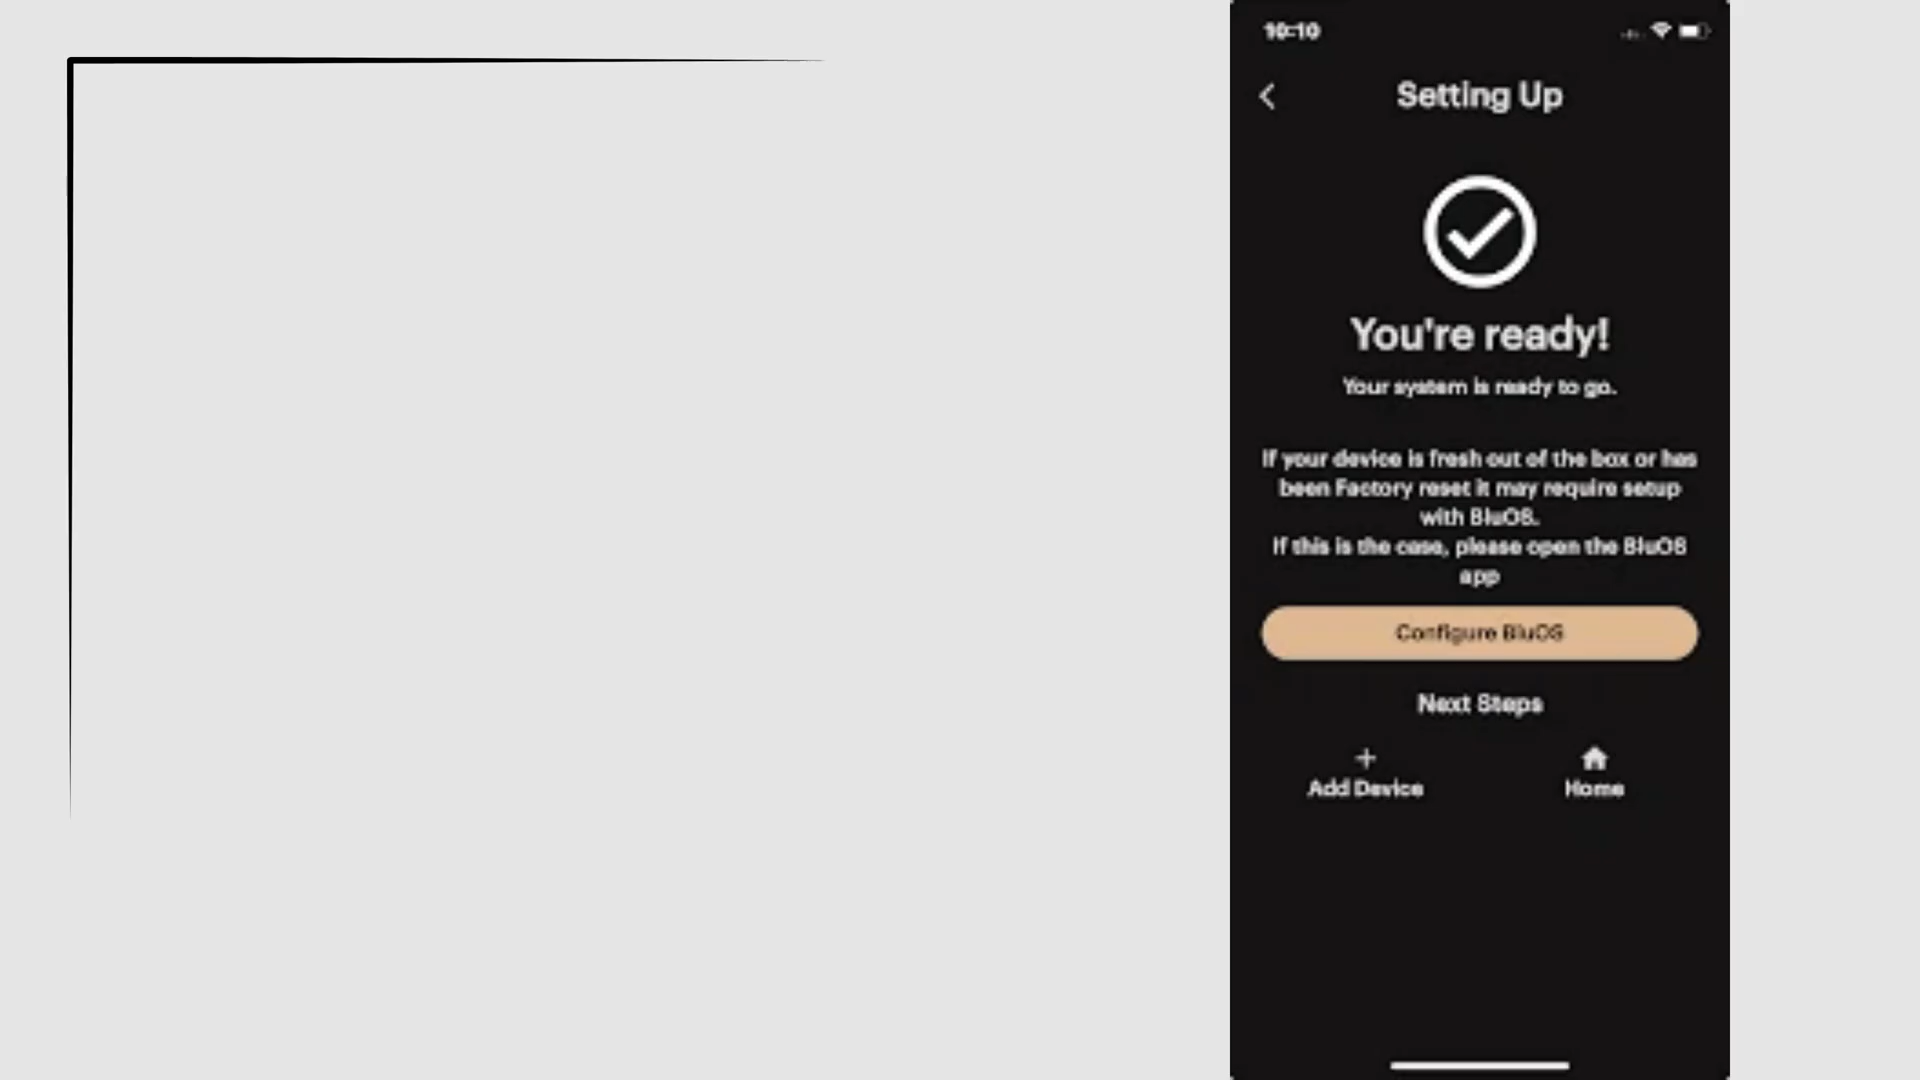 10:10
Setting Up
You're ready!
Your system is ready to go.
If your device is fresh out of the box or has
been Factory reset it may require setup
with BluOS.
If this is the case, please open the BluOS
app
Configure BluOS
Next Steps
Add Device
Home